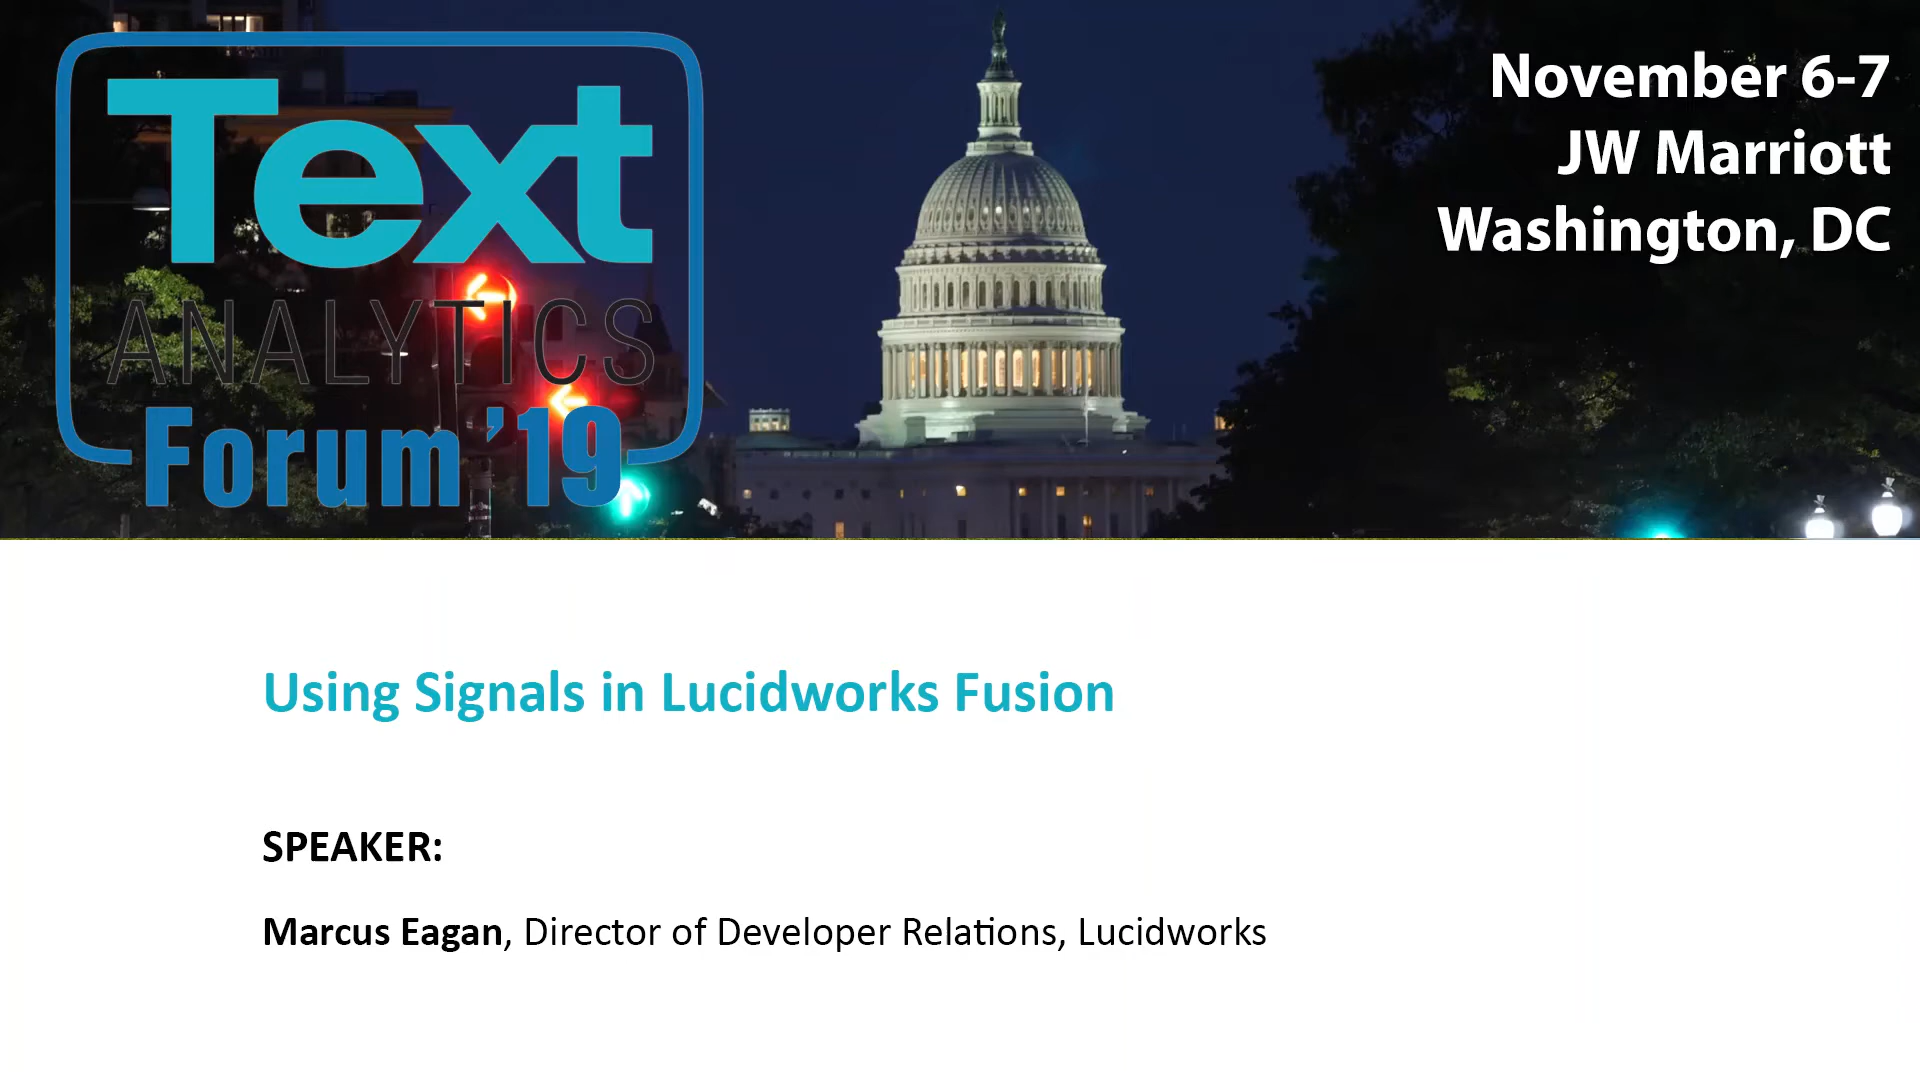 Text
ANALYTICS
Forum '19
November 6-7
JW Marriott
Washington, DC
Using Signals in Lucidworks Fusion
SPEAKER:
Marcus Eagan, Director of Developer Relations, Lucidworks